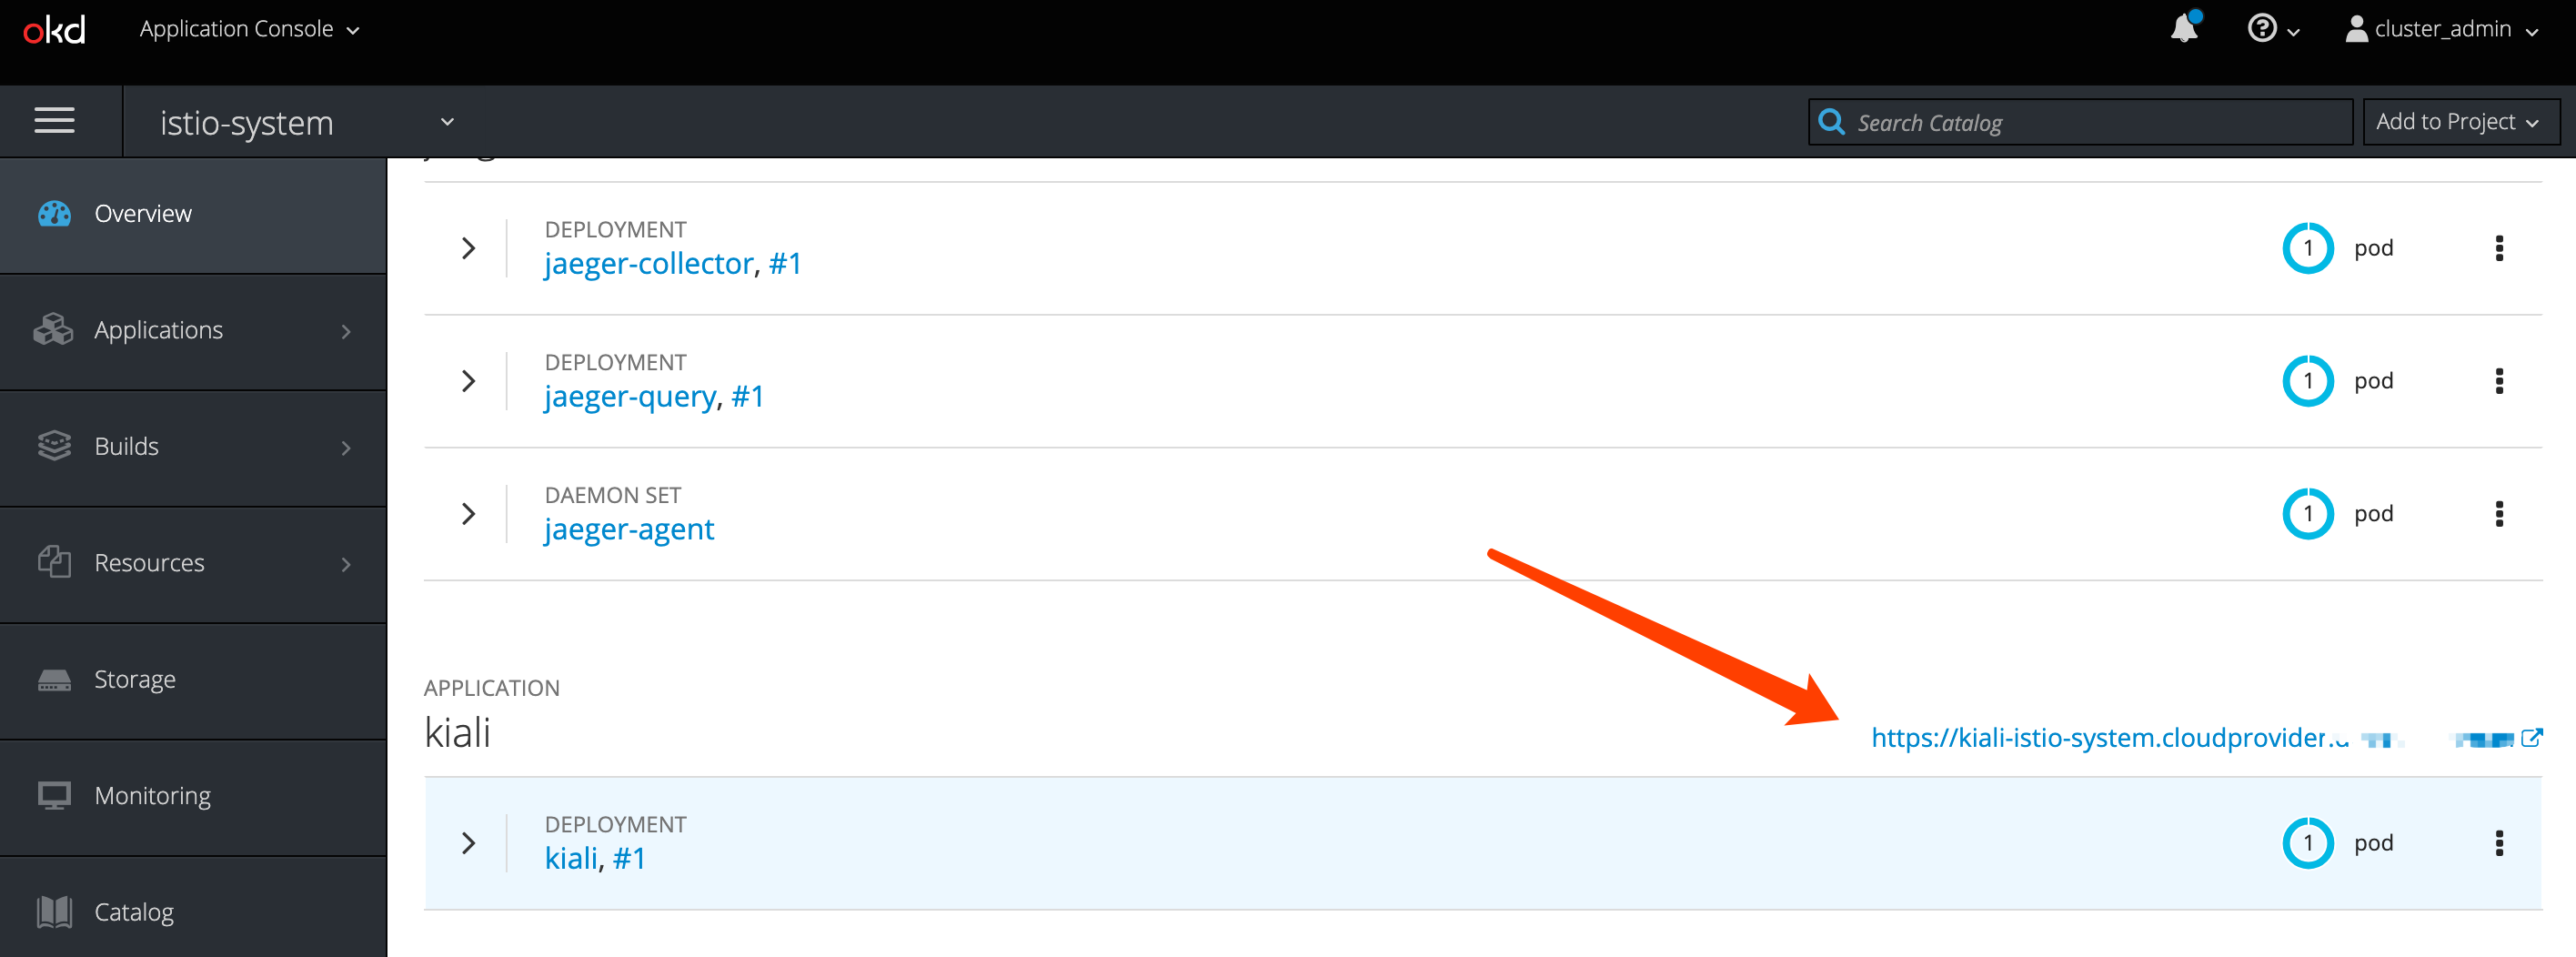 okd Application Console cluster_admin
istio-system Search Catalog Add to Project
Overview
Applications
Builds
Resources
Storage
Monitoring
Catalog
DEPLOYMENT
jaeger-collector, #1
1 pod
DEPLOYMENT
jaeger-query, #1
1 pod
DAEMON SET
jaeger-agent
1 pod
APPLICATION
kiali
https://kiali-istio-system.cloudprovider.
DEPLOYMENT
kiali, #1
1 pod